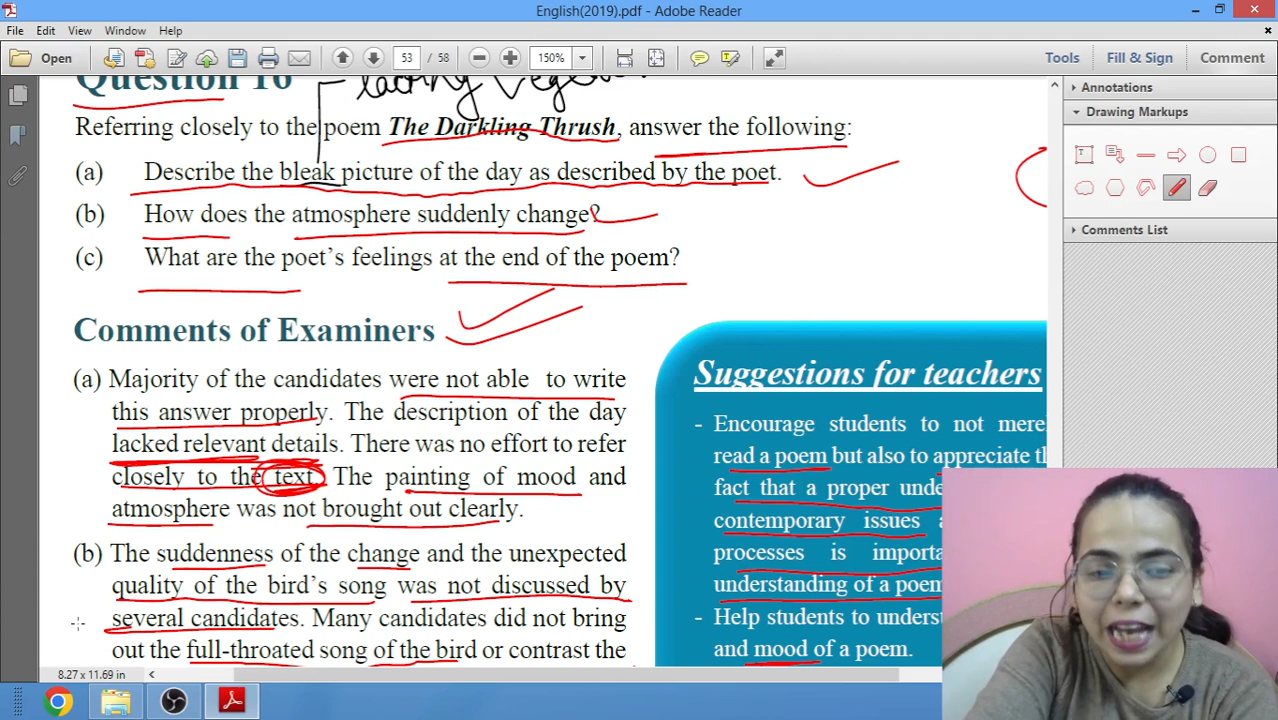 English(2019).pdf - Adobe Reader
File Edit View Window Help
Open 53 / 58 150% Tools Fill & Sign Comment
Question 16
lacking
Referring closely to the poem The Darkling Thrush, answer the following:
(a) Describe the bleak picture of the day as described by the poet.
(b) How does the atmosphere suddenly change?
(c) What are the poet's feelings at the end of the poem?
Comments of Examiners
(a) Majority of the candidates were not able to write
this answer properly. The description of the day
lacked relevant details. There was no effort to refer
closely to the text. The painting of mood and
atmosphere was not brought out clearly.
(b) The suddenness of the change and the unexpected
quality of the bird's song was not discussed by
several candidates. Many candidates did not bring
out the full-throated song of the bird or contrast the
Suggestions for teachers
- Encourage students to not merel
read a poem but also to appreciate th
fact that a proper unde
contemporary issues a
processes is importa
understanding of a poem
- Help students to underst
and mood of a poem.
Annotations
Drawing Markups
Comments List
8.27 x 11.69 in